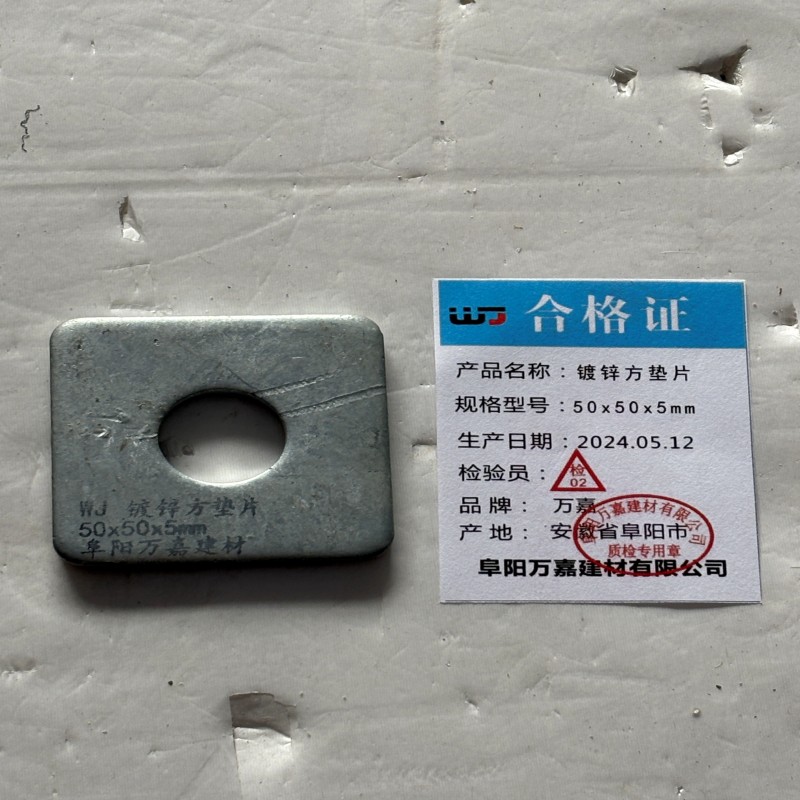 WJ 镀锌方垫片
50x50x5mm
阜阳万嘉建材
WJ 合格证
产品名称：镀锌方垫片
规格型号：50x50x5mm
生产日期：2024.05.12
检验员：检 02
品牌：万嘉
产地：安徽省阜阳市
阜阳万嘉建材有限公司
阜阳万嘉建材有限公司
质检专用章